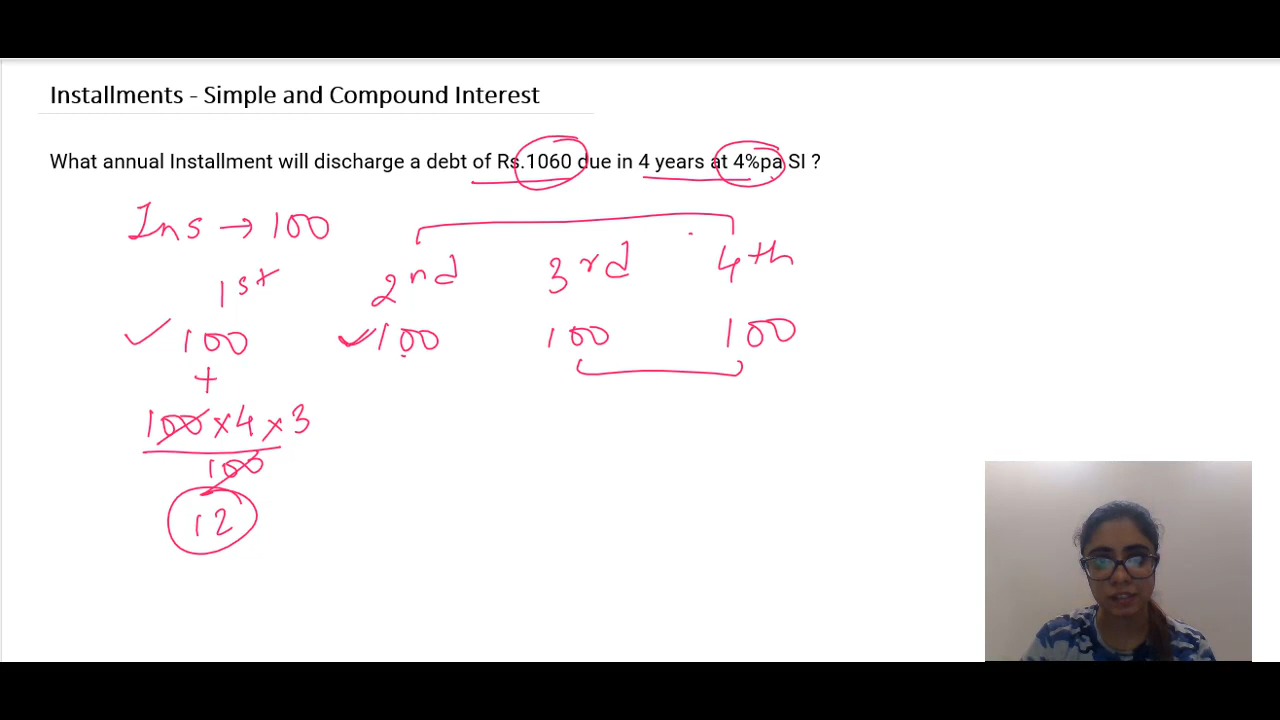 Installments - Simple and Compound Interest
What annual Installment will discharge a debt of Rs.1060 due in 4 years at 4%pa SI ?
Ins → 100
1st 2nd 3rd 4th
100 100 100 100
+
100 x 4 x 3
100
12